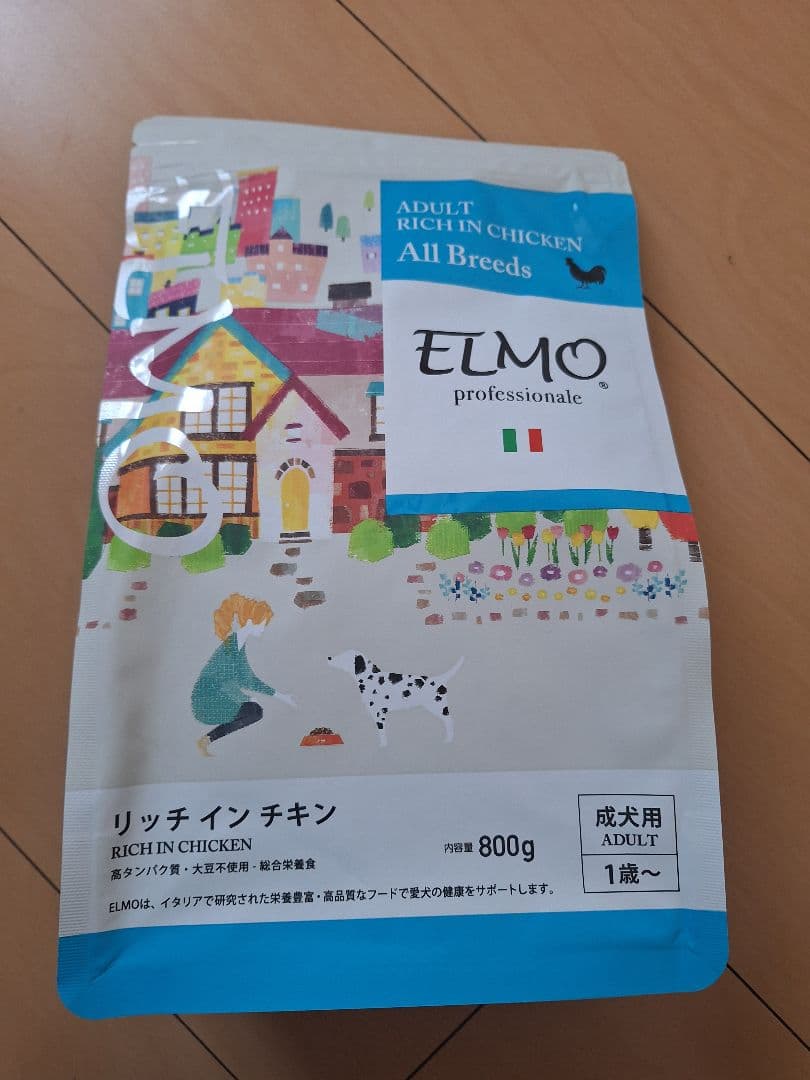 ELMO
ADULT
RICH IN CHICKEN
All Breeds
ELMO®
professionale
リッチ イン チキン
RICH IN CHICKEN
高タンパク質・大豆不使用 - 総合栄養食
内容量 800g
成犬用
ADULT
1歳～
ELMOは、イタリアで研究された栄養豊富・高品質なフードで愛犬の健康をサポートします。